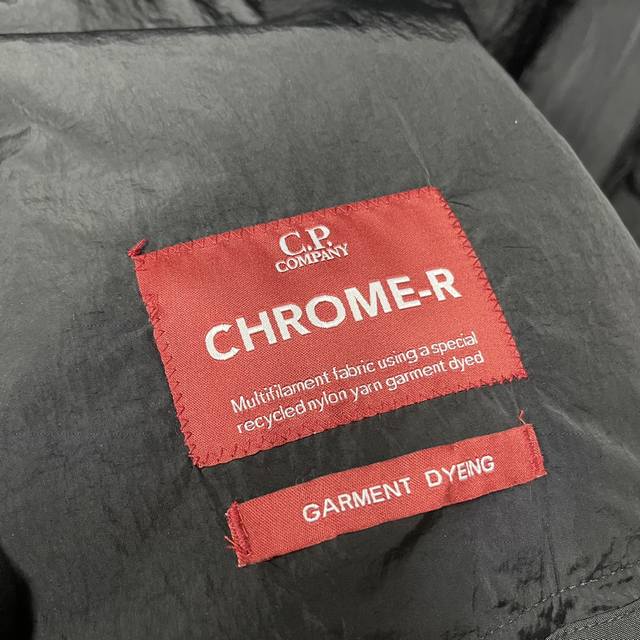 C.P.
COMPANY
CHROME-R
Multifilament fabric using a special
recycled nylon yarn garment dyed
GARMENT DYEING